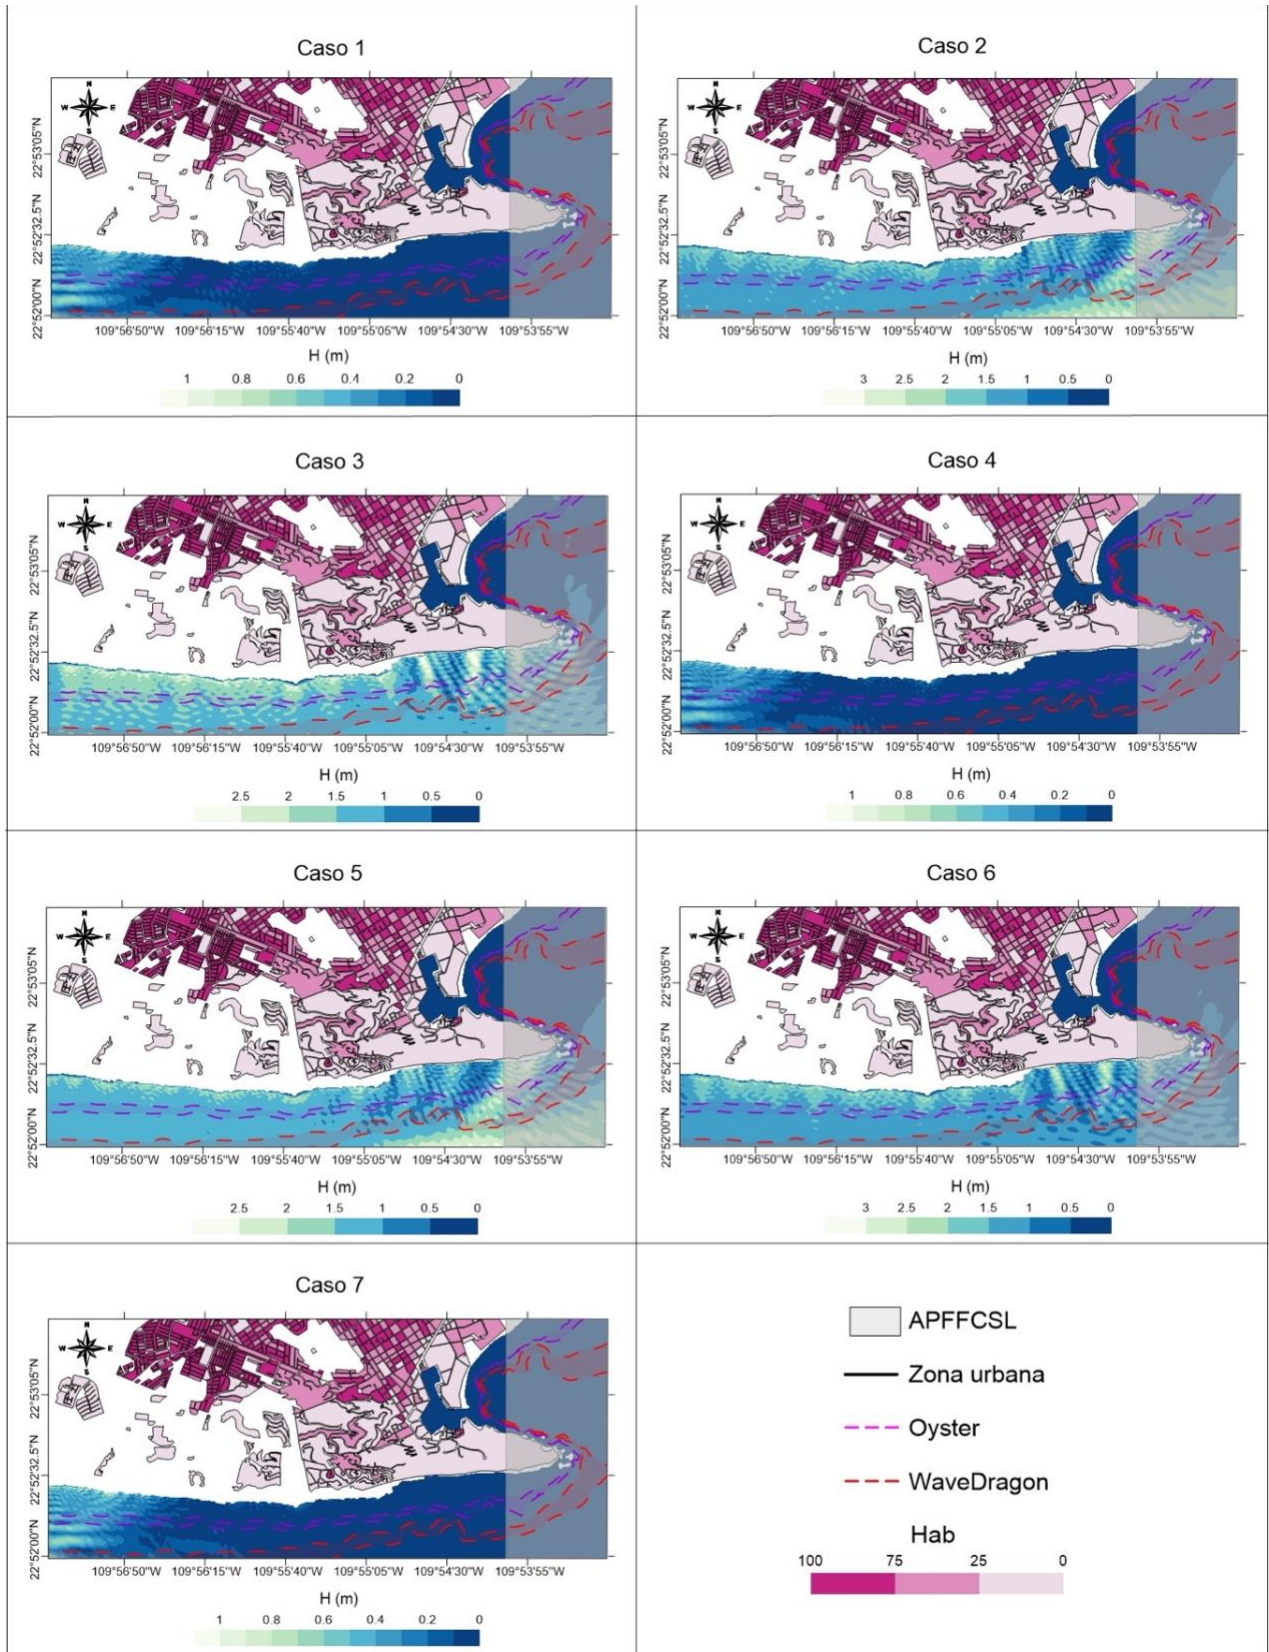 Caso 1
N
W E
S
22°53'05"N
22°52'32.5"N
22°52'00"N
109°56'50"W 109°56'15"W 109°55'40"W 109°55'05"W 109°54'30"W 109°53'55"W
H (m)
1 0.8 0.6 0.4 0.2 0
Caso 2
N
W E
S
22°53'05"N
22°52'32.5"N
22°52'00"N
109°56'50"W 109°56'15"W 109°55'40"W 109°55'05"W 109°54'30"W 109°53'55"W
H (m)
3 2.5 2 1.5 1 0.5 0
Caso 3
N
W E
S
22°53'05"N
22°52'32.5"N
22°52'00"N
109°56'50"W 109°56'15"W 109°55'40"W 109°55'05"W 109°54'30"W 109°53'55"W
H (m)
2.5 2 1.5 1 0.5 0
Caso 4
N
W E
S
22°53'05"N
22°52'32.5"N
22°52'00"N
109°56'50"W 109°56'15"W 109°55'40"W 109°55'05"W 109°54'30"W 109°53'55"W
H (m)
1 0.8 0.6 0.4 0.2 0
Caso 5
N
W E
S
22°53'05"N
22°52'32.5"N
22°52'00"N
109°56'50"W 109°56'15"W 109°55'40"W 109°55'05"W 109°54'30"W 109°53'55"W
H (m)
2.5 2 1.5 1 0.5 0
Caso 6
N
W E
S
22°53'05"N
22°52'32.5"N
22°52'00"N
109°56'50"W 109°56'15"W 109°55'40"W 109°55'05"W 109°54'30"W 109°53'55"W
H (m)
3 2.5 2 1.5 1 0.5 0
Caso 7
N
W E
S
22°53'05"N
22°52'32.5"N
22°52'00"N
109°56'50"W 109°56'15"W 109°55'40"W 109°55'05"W 109°54'30"W 109°53'55"W
H (m)
1 0.8 0.6 0.4 0.2 0
APFFCSL
Zona urbana
Oyster
WaveDragon
Hab
100 75 25 0